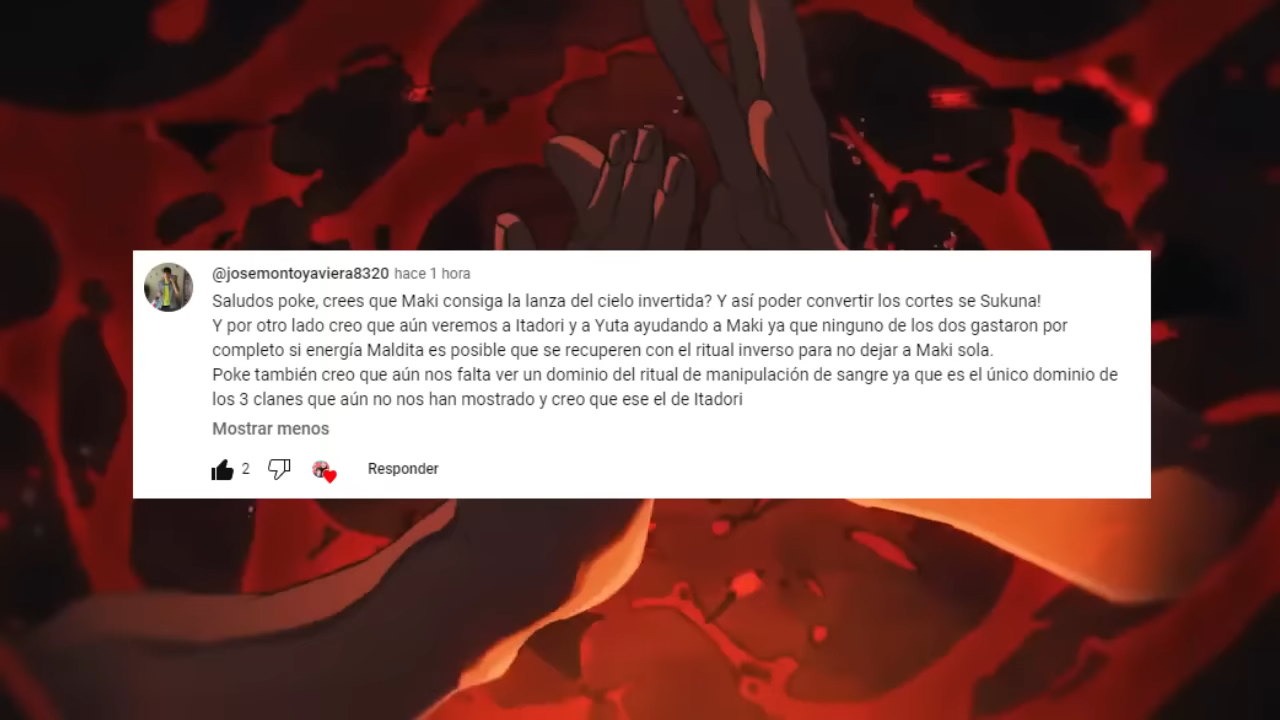 @josemontoyaviera8320 hace 1 hora
Saludos poke, crees que Maki consiga la lanza del cielo invertida? Y así poder convertir los cortes se Sukuna!
Y por otro lado creo que aún veremos a Itadori y a Yuta ayudando a Maki ya que ninguno de los dos gastaron por
completo si energía Maldita es posible que se recuperen con el ritual inverso para no dejar a Maki sola.
Poke también creo que aún nos falta ver un dominio del ritual de manipulación de sangre ya que es el único dominio de
los 3 clanes que aún no nos han mostrado y creo que ese el de Itadori
Mostrar menos
2 Responder